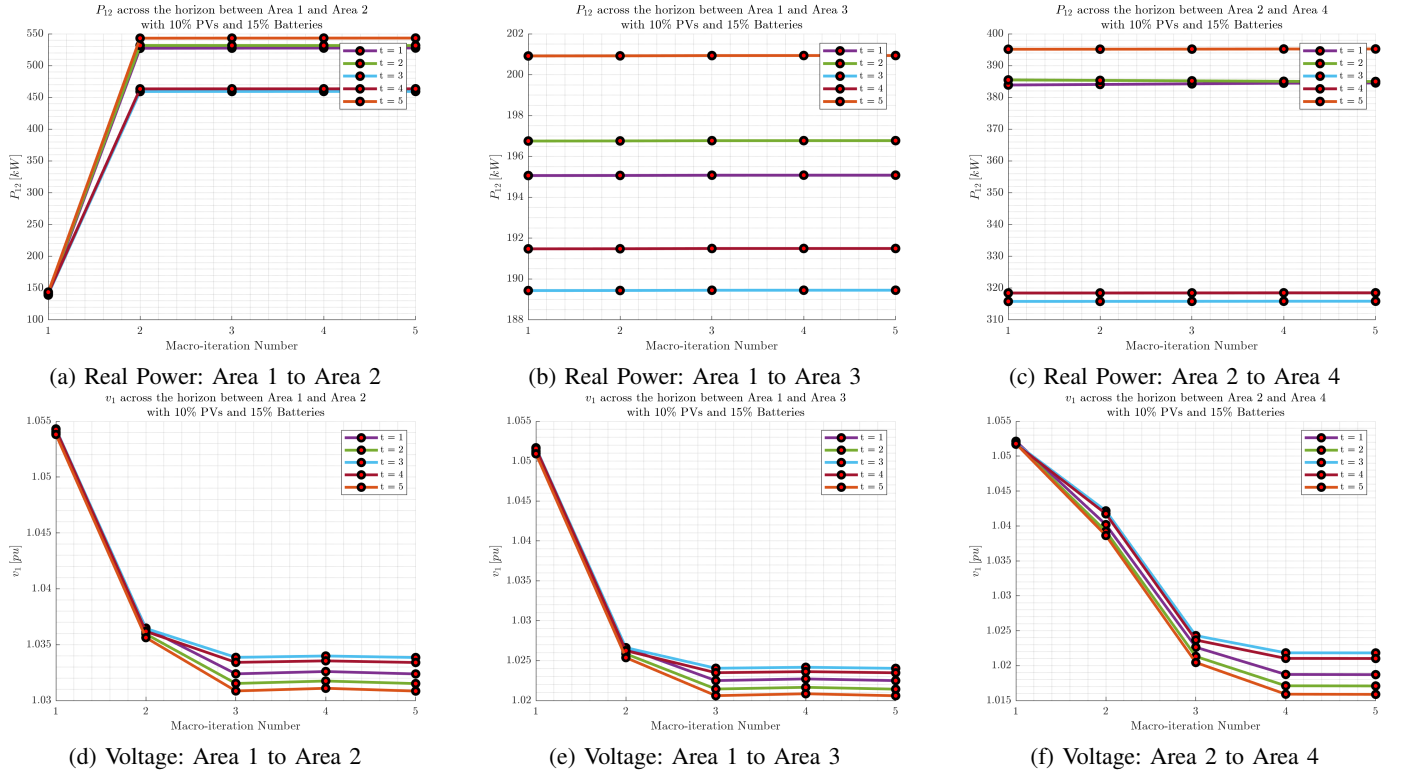 P₁₂ across the horizon between Area 1 and Area 2
with 10% PVs and 15% Batteries
550
500
450
400
350
300
250
200
150
100
P₁₂ [kW]
t = 1
t = 2
t = 3
t = 4
t = 5
1 2 3 4 5
Macro-iteration Number
(a) Real Power: Area 1 to Area 2
P₁₂ across the horizon between Area 1 and Area 3
with 10% PVs and 15% Batteries
202
200
198
196
194
192
190
188
P₁₂ [kW]
t = 1
t = 2
t = 3
t = 4
t = 5
1 2 3 4 5
Macro-iteration Number
(b) Real Power: Area 1 to Area 3
P₁₂ across the horizon between Area 2 and Area 4
with 10% PVs and 15% Batteries
400
390
380
370
360
350
340
330
320
310
P₁₂ [kW]
t = 1
t = 2
t = 3
t = 4
t = 5
1 2 3 4 5
Macro-iteration Number
(c) Real Power: Area 2 to Area 4
v₁ across the horizon between Area 1 and Area 2
with 10% PVs and 15% Batteries
1.055
1.05
1.045
1.04
1.035
1.03
v₁ [pu]
t = 1
t = 2
t = 3
t = 4
t = 5
1 2 3 4 5
Macro-iteration Number
(d) Voltage: Area 1 to Area 2
v₁ across the horizon between Area 1 and Area 3
with 10% PVs and 15% Batteries
1.055
1.05
1.045
1.04
1.035
1.03
1.025
1.02
v₁ [pu]
t = 1
t = 2
t = 3
t = 4
t = 5
1 2 3 4 5
Macro-iteration Number
(e) Voltage: Area 1 to Area 3
v₁ across the horizon between Area 2 and Area 4
with 10% PVs and 15% Batteries
1.055
1.05
1.045
1.04
1.035
1.03
1.025
1.02
1.015
v₁ [pu]
t = 1
t = 2
t = 3
t = 4
t = 5
1 2 3 4 5
Macro-iteration Number
(f) Voltage: Area 2 to Area 4